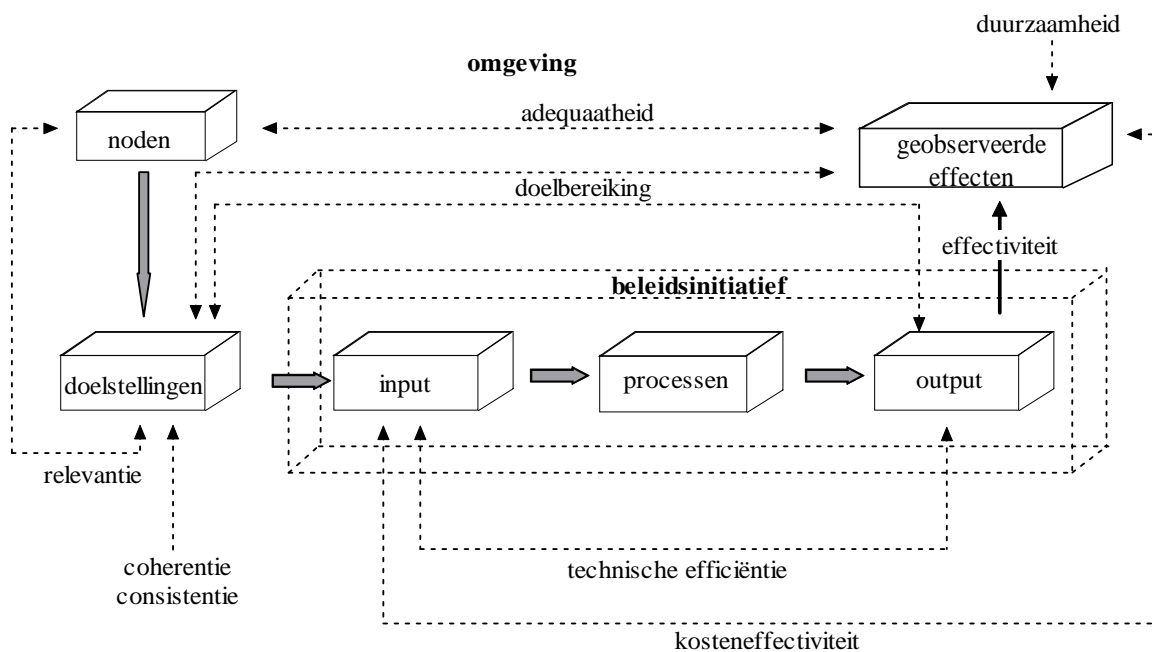 duurzaamheid
omgeving
adequaatheid
noden
geobserveerde
effecten
doelbereiking
effectiviteit
beleidsinitiatief
doelstellingen
input
processen
output
relevantie
coherentie
consistentie
technische efficiëntie
kosteneffectiviteit